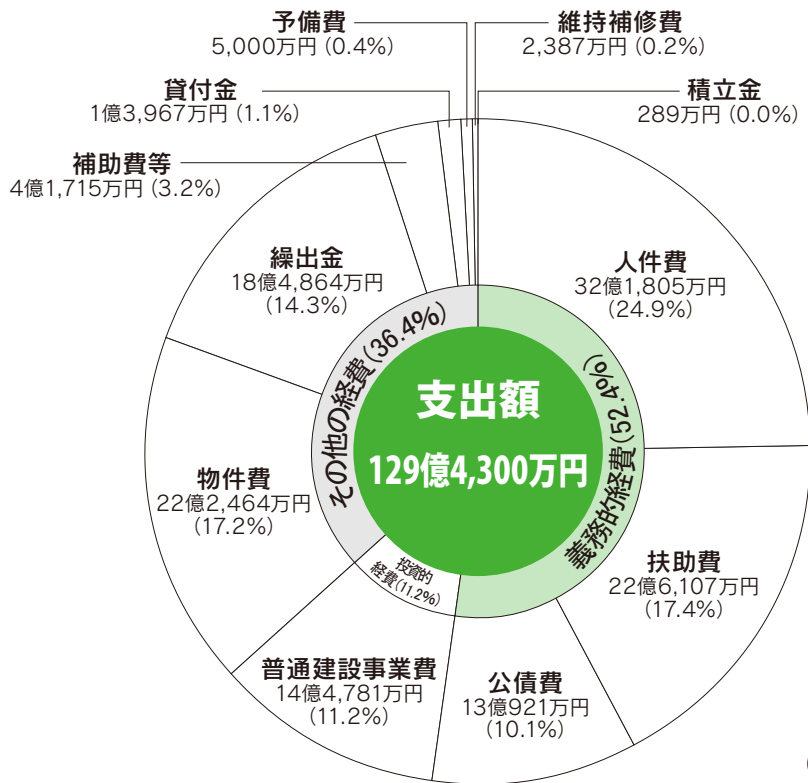 予備費
5,000万円 (0.4%)
維持補修費
2,387万円 (0.2%)
貸付金
1億3,967万円 (1.1%)
積立金
289万円 (0.0%)
補助費等
4億1,715万円 (3.2%)
繰出金
18億4,864万円
(14.3%)
人件費
32億1,805万円
(24.9%)
その他の経費(36.4%)
義務的経費(52.4%)
支出額
129億4,300万円
物件費
22億2,464万円
(17.2%)
扶助費
22億6,107万円
(17.4%)
投資的
経費(11.2%)
普通建設事業費
14億4,781万円
(11.2%)
公債費
13億921万円
(10.1%)